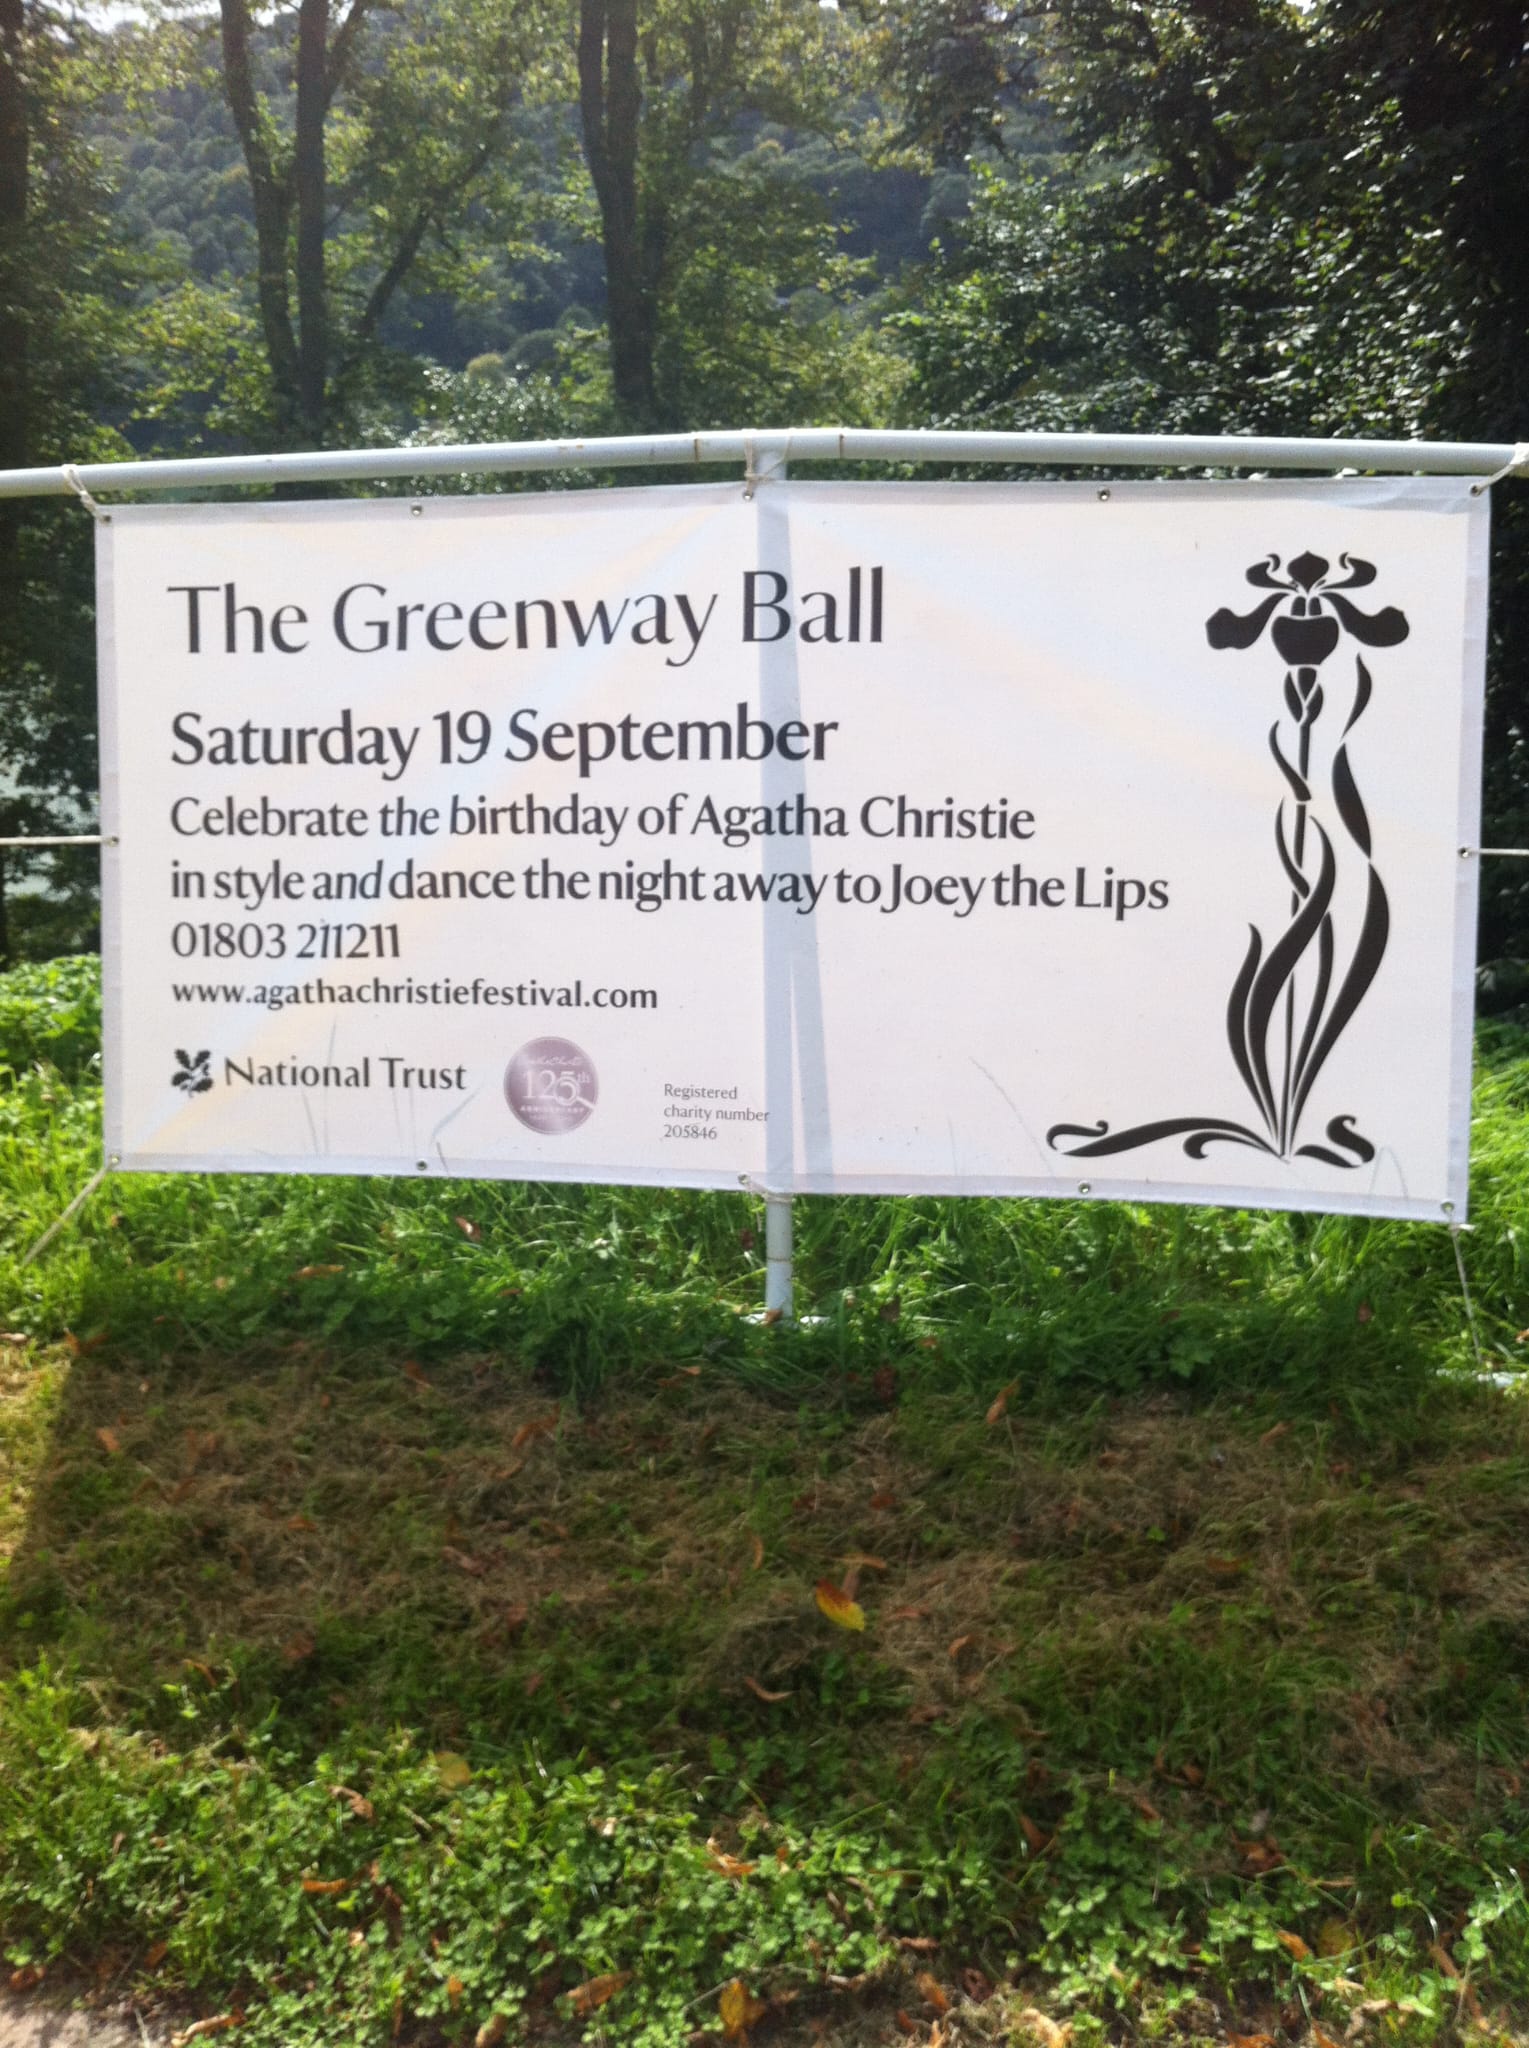 The Greenway Ball
Saturday 19 September
Celebrate the birthday of Agatha Christie
in style and dance the night away to Joey the Lips
01803 211211
www.agathachristiefestival.com
National Trust
125th
ANNIVERSARY
Registered
charity number
205846